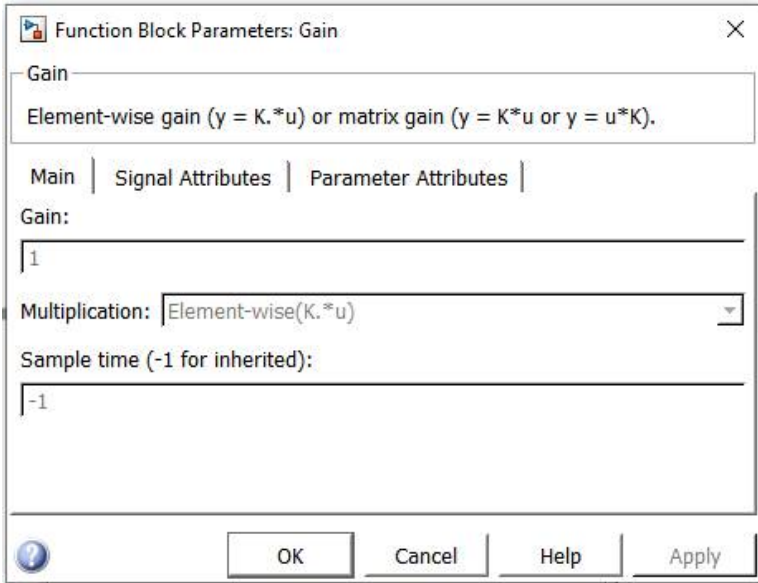 Function Block Parameters: Gain
Gain
Element-wise gain (y = K.*u) or matrix gain (y = K*u or y = u*K).
Main Signal Attributes Parameter Attributes
Gain:
1
Multiplication: Element-wise(K.*u)
Sample time (-1 for inherited):
-1
OK Cancel Help Apply